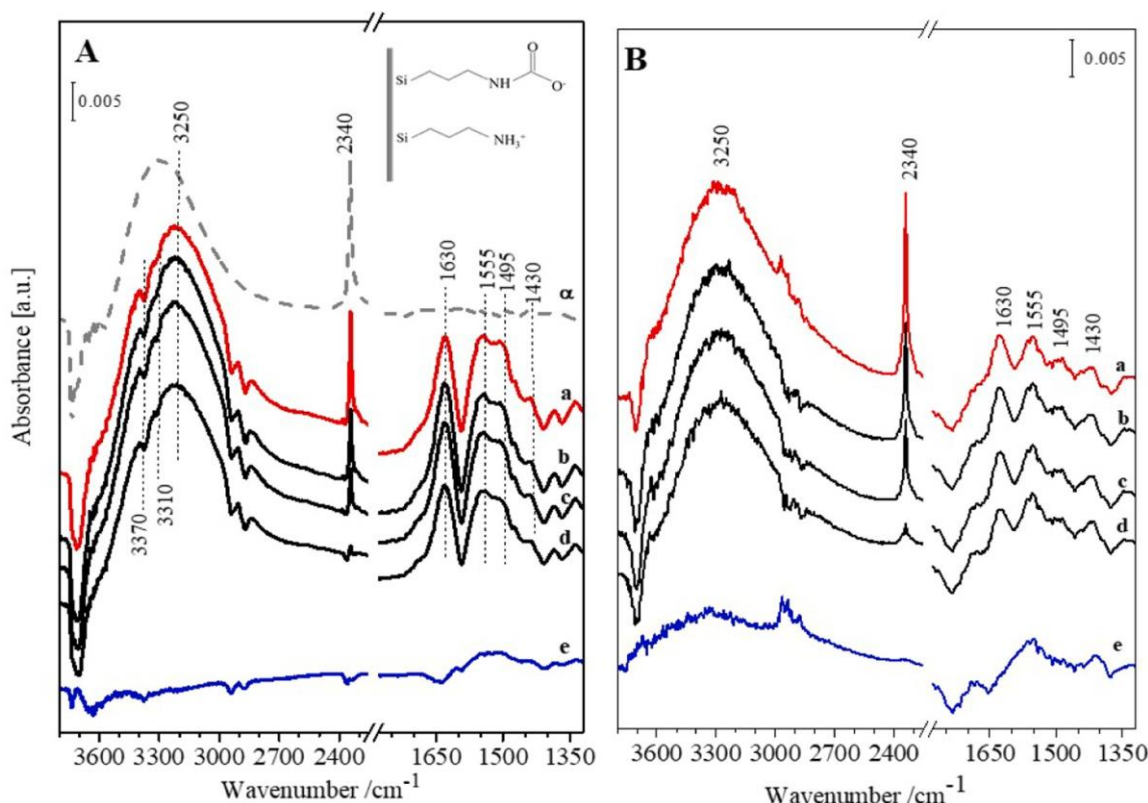 A
0.005
3250
2340
O
Si
NH
O-
Si
NH3+
1630
1555
1495
1430
α
a
b
c
d
3370
3310
e
Absorbance [a.u.]
3600 3300 3000 2700 2400 1650 1500 1350
Wavenumber /cm-1
B
0.005
3250
2340
1630
1555
1495
1430
a
b
c
d
e
3600 3300 3000 2700 2400 1650 1500 1350
Wavenumber /cm-1